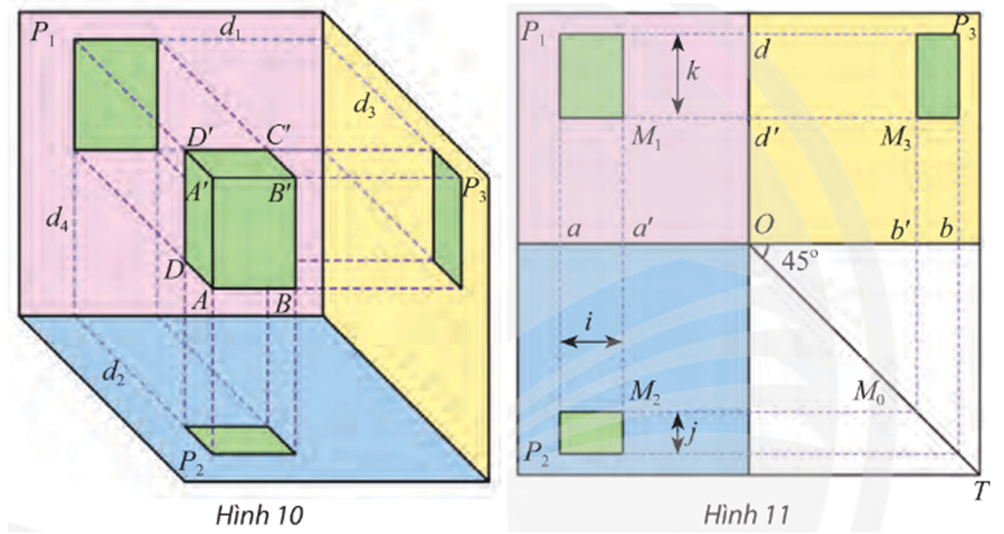 P₁
d₁
d₃
D' C'
A' B' P₃
d₄
D
A B
d₂
P₂
Hình 10
P₁ P₃
d
k
M₁ d' M₃
a a' O b' b
45°
i
M₂ M₀
j
P₂
T
Hình 11